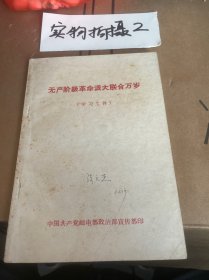 实物拍摄2
无产阶级革命派大联合万岁
（学习文件）
中国共产党邮电部政治部宣传部印